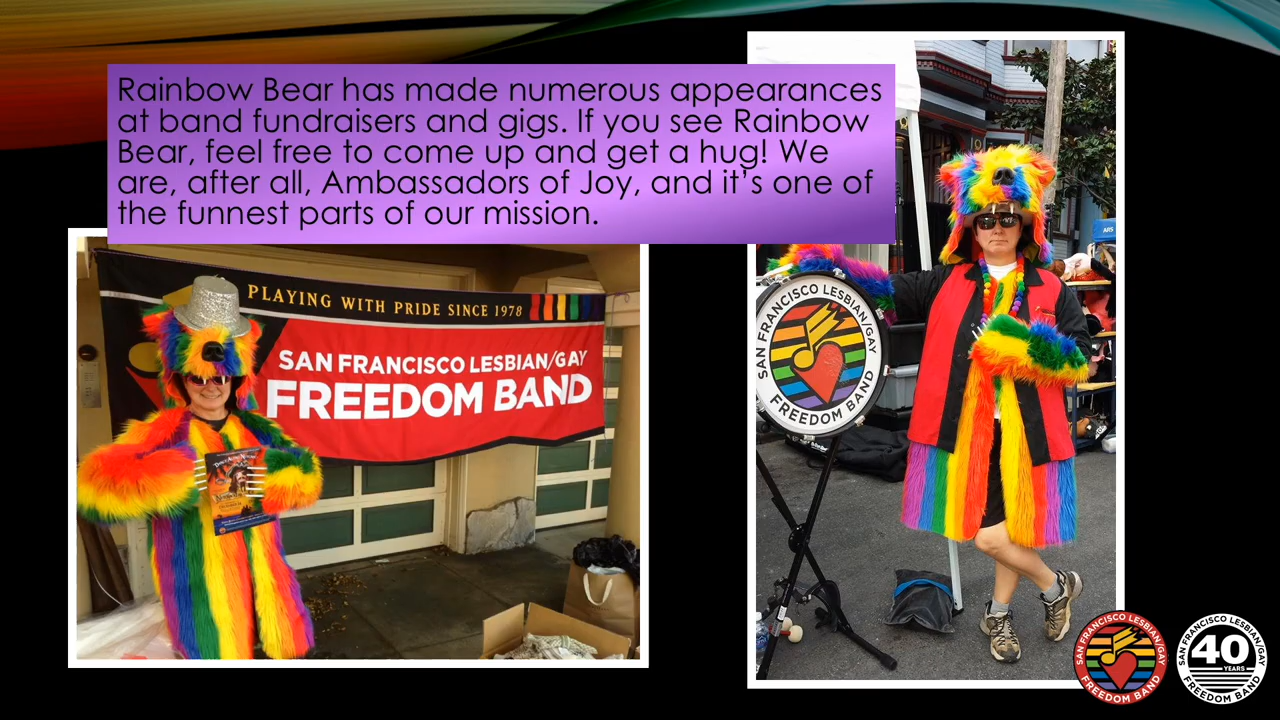 Rainbow Bear has made numerous appearances
at band fundraisers and gigs. If you see Rainbow
Bear, feel free to come up and get a hug! We
are, after all, Ambassadors of Joy, and it's one of
the funnest parts of our mission.
PLAYING WITH PRIDE SINCE 1978
SAN FRANCISCO LESBIAN/GAY
FREEDOM BAND
SAN FRANCISCO LESBIAN/GAY
FREEDOM BAND
ARS
SAN FRANCISCO LESBIAN/GAY
FREEDOM BAND
SAN FRANCISCO LESBIAN/GAY
40
YEARS
FREEDOM BAND